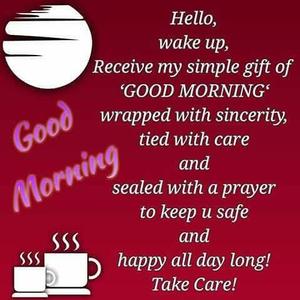 Hello,
wake up,
Receive my simple gift of
‘GOOD MORNING‘
wrapped with sincerity,
tied with care
and
sealed with a prayer
to keep u safe
and
happy all day long!
Take Care!
Good
Morning